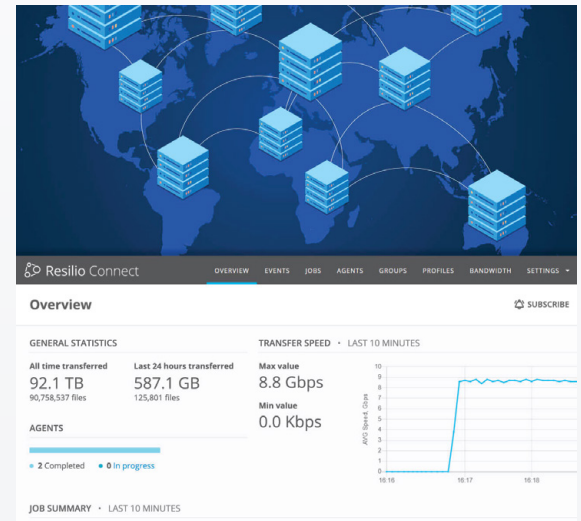 Resilio Connect
OVERVIEW EVENTS JOBS AGENTS GROUPS PROFILES BANDWIDTH SETTINGS
Overview
SUBSCRIBE
GENERAL STATISTICS
All time transferred
92.1 TB
90,758,537 files
Last 24 hours transferred
587.1 GB
125,801 files
AGENTS
2 Completed
0 In progress
TRANSFER SPEED • LAST 10 MINUTES
Max value
8.8 Gbps
Min value
0.0 Kbps
AVG Speed, Gbps
10
9
8
7
6
5
4
3
2
1
0
16:16 16:17 16:18
JOB SUMMARY • LAST 10 MINUTES